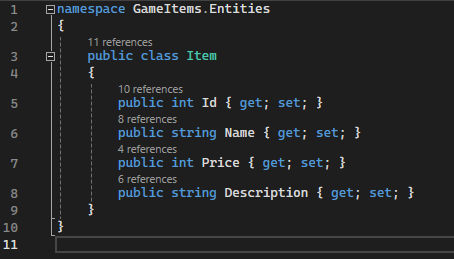 1 namespace GameItems.Entities
2 {
11 references
3 public class Item
4 {
10 references
5 public int Id { get; set; }
8 references
6 public string Name { get; set; }
4 references
7 public int Price { get; set; }
6 references
8 public string Description { get; set; }
9 }
10 }
11